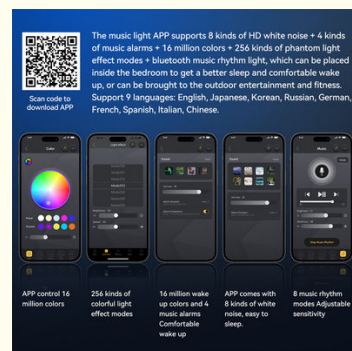 The music light APP supports 8 kinds of HD white noise + 4 kinds
of music alarms + 16 million colors + 256 kinds of phantom light
effect modes + bluetooth music rhythm light, which can be placed
inside the bedroom to get a better sleep and comfortable wake
up, or can be brought to the outdoor entertainment and fitness.
Support 9 languages: English, Japanese, Korean, Russian, German,
French, Spanish, Italian, Chinese.
Scan code to
download APP
Color
Music
APP control 16
million colors
256 kinds of
colorful light
effect modes
16 million wake
up colors and 4
music alarms
Comfortable
wake up
APP comes with
8 kinds of white
noise, easy to
sleep.
8 music rhythm
modes Adjustable
sensitivity